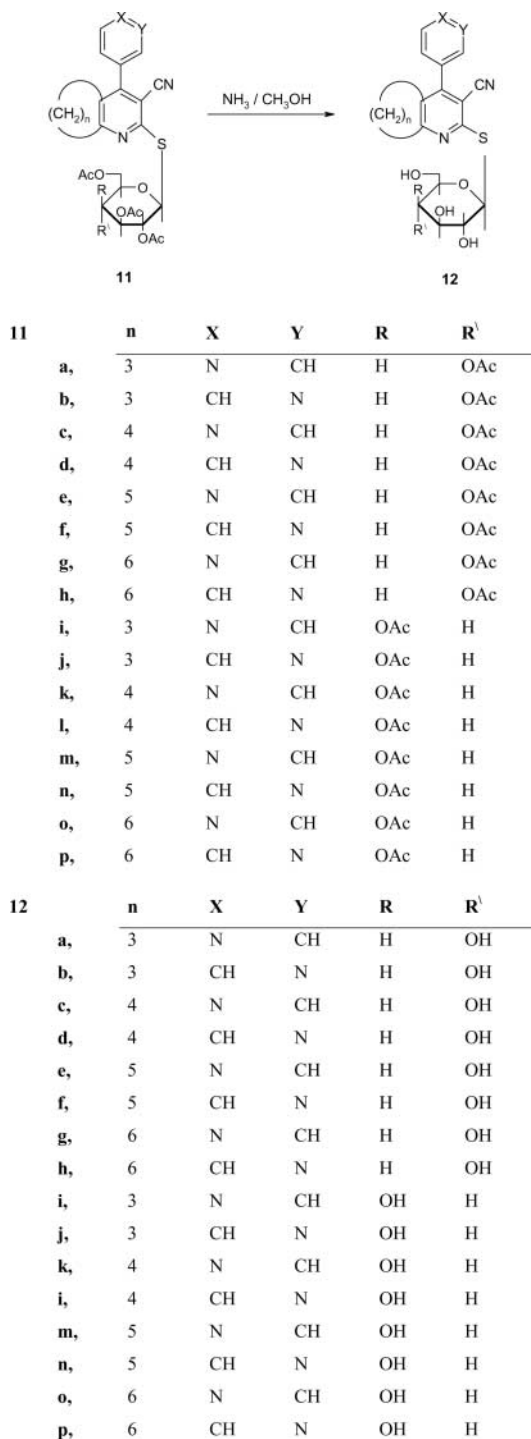 X
Y
CN
(CH₂)ₙ
N
S
AcO
R
O
OAc
R\
OAc
11
NH₃ / CH₃OH
X
Y
CN
(CH₂)ₙ
N
S
HO
R
O
OH
R\
OH
12
11 n X Y R R\
a, 3 N CH H OAc
b, 3 CH N H OAc
c, 4 N CH H OAc
d, 4 CH N H OAc
e, 5 N CH H OAc
f, 5 CH N H OAc
g, 6 N CH H OAc
h, 6 CH N H OAc
i, 3 N CH OAc H
j, 3 CH N OAc H
k, 4 N CH OAc H
l, 4 CH N OAc H
m, 5 N CH OAc H
n, 5 CH N OAc H
o, 6 N CH OAc H
p, 6 CH N OAc H
12 n X Y R R\
a, 3 N CH H OH
b, 3 CH N H OH
c, 4 N CH H OH
d, 4 CH N H OH
e, 5 N CH H OH
f, 5 CH N H OH
g, 6 N CH H OH
h, 6 CH N H OH
i, 3 N CH OH H
j, 3 CH N OH H
k, 4 N CH OH H
i, 4 CH N OH H
m, 5 N CH OH H
n, 5 CH N OH H
o, 6 N CH OH H
p, 6 CH N OH H